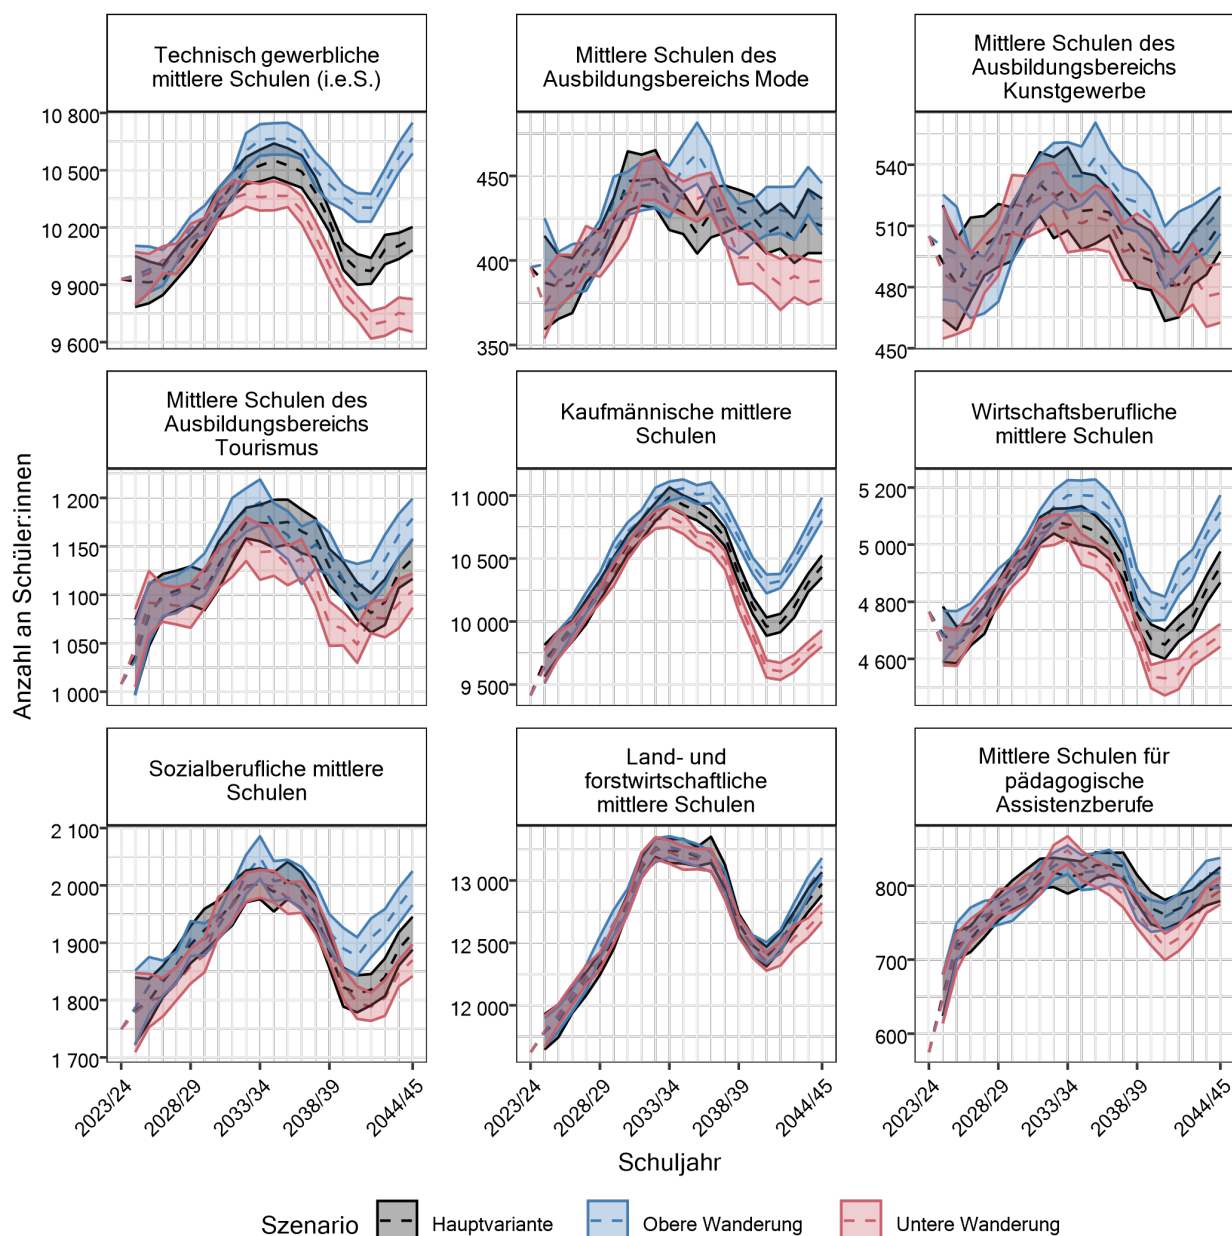 Technisch gewerbliche
mittlere Schulen (i.e.S.)
Mittlere Schulen des
Ausbildungsbereichs Mode
Mittlere Schulen des
Ausbildungsbereichs
Kunstgewerbe
10 800
10 500
10 200
9 900
9 600
450
400
350
540
510
480
450
Mittlere Schulen des
Ausbildungsbereichs
Tourismus
Kaufmännische mittlere
Schulen
Wirtschaftsberufliche
mittlere Schulen
Anzahl an Schüler:innen
1 200
1 150
1 100
1 050
1 000
11 000
10 500
10 000
9 500
5 200
5 000
4 800
4 600
Sozialberufliche mittlere
Schulen
Land- und
forstwirtschaftliche
mittlere Schulen
Mittlere Schulen für
pädagogische
Assistenzberufe
2 100
2 000
1 900
1 800
1 700
13 000
12 500
12 000
800
700
600
2023/24
2028/29
2033/34
2038/39
2044/45
2023/24
2028/29
2033/34
2038/39
2044/45
2023/24
2028/29
2033/34
2038/39
2044/45
Schuljahr
Szenario
Hauptvariante
Obere Wanderung
Untere Wanderung